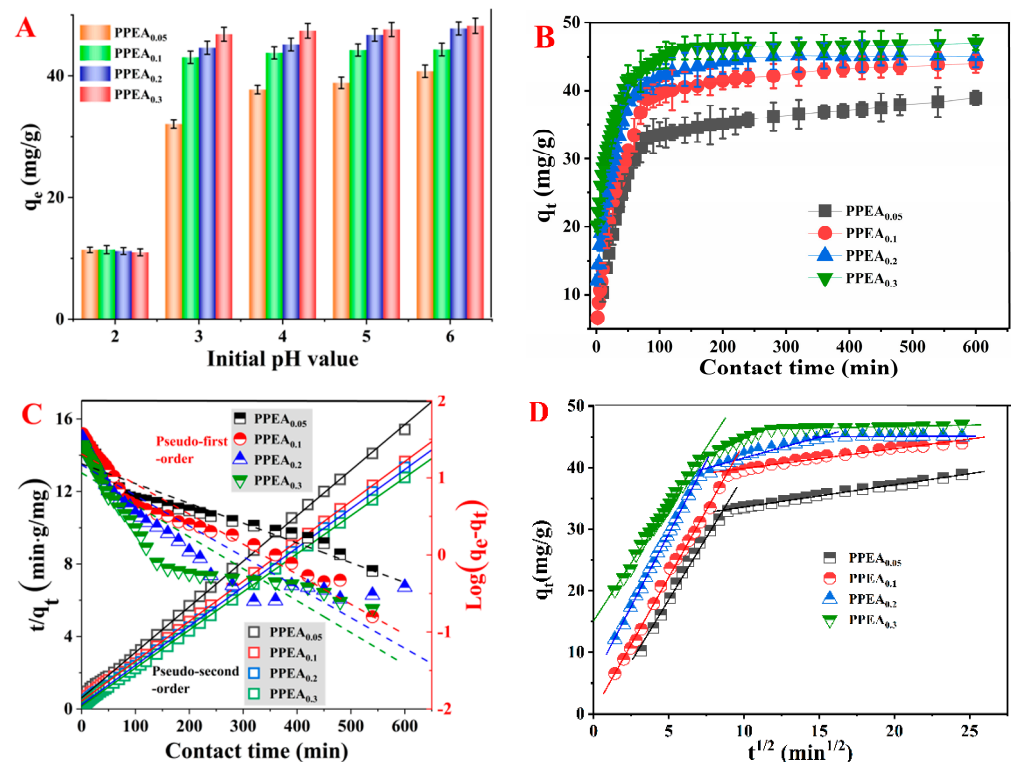 A
PPEA0.05
PPEA0.1
PPEA0.2
PPEA0.3
qe (mg/g)
0
20
40
2
3
4
5
6
Initial pH value
B
qt (mg/g)
50
40
30
20
10
PPEA0.05
PPEA0.1
PPEA0.2
PPEA0.3
0
100
200
300
400
500
600
Contact time (min)
C
t/qt (min·g/mg)
16
12
8
4
0
Pseudo-first
-order
PPEA0.05
PPEA0.1
PPEA0.2
PPEA0.3
Pseudo-second
-order
PPEA0.05
PPEA0.1
PPEA0.2
PPEA0.3
2
1
0
-1
-2
Log(qe-qt)
0
100
200
300
400
500
600
Contact time (min)
D
qt(mg/g)
50
40
30
20
10
0
PPEA0.05
PPEA0.1
PPEA0.2
PPEA0.3
0
5
10
15
20
25
t1/2 (min1/2)